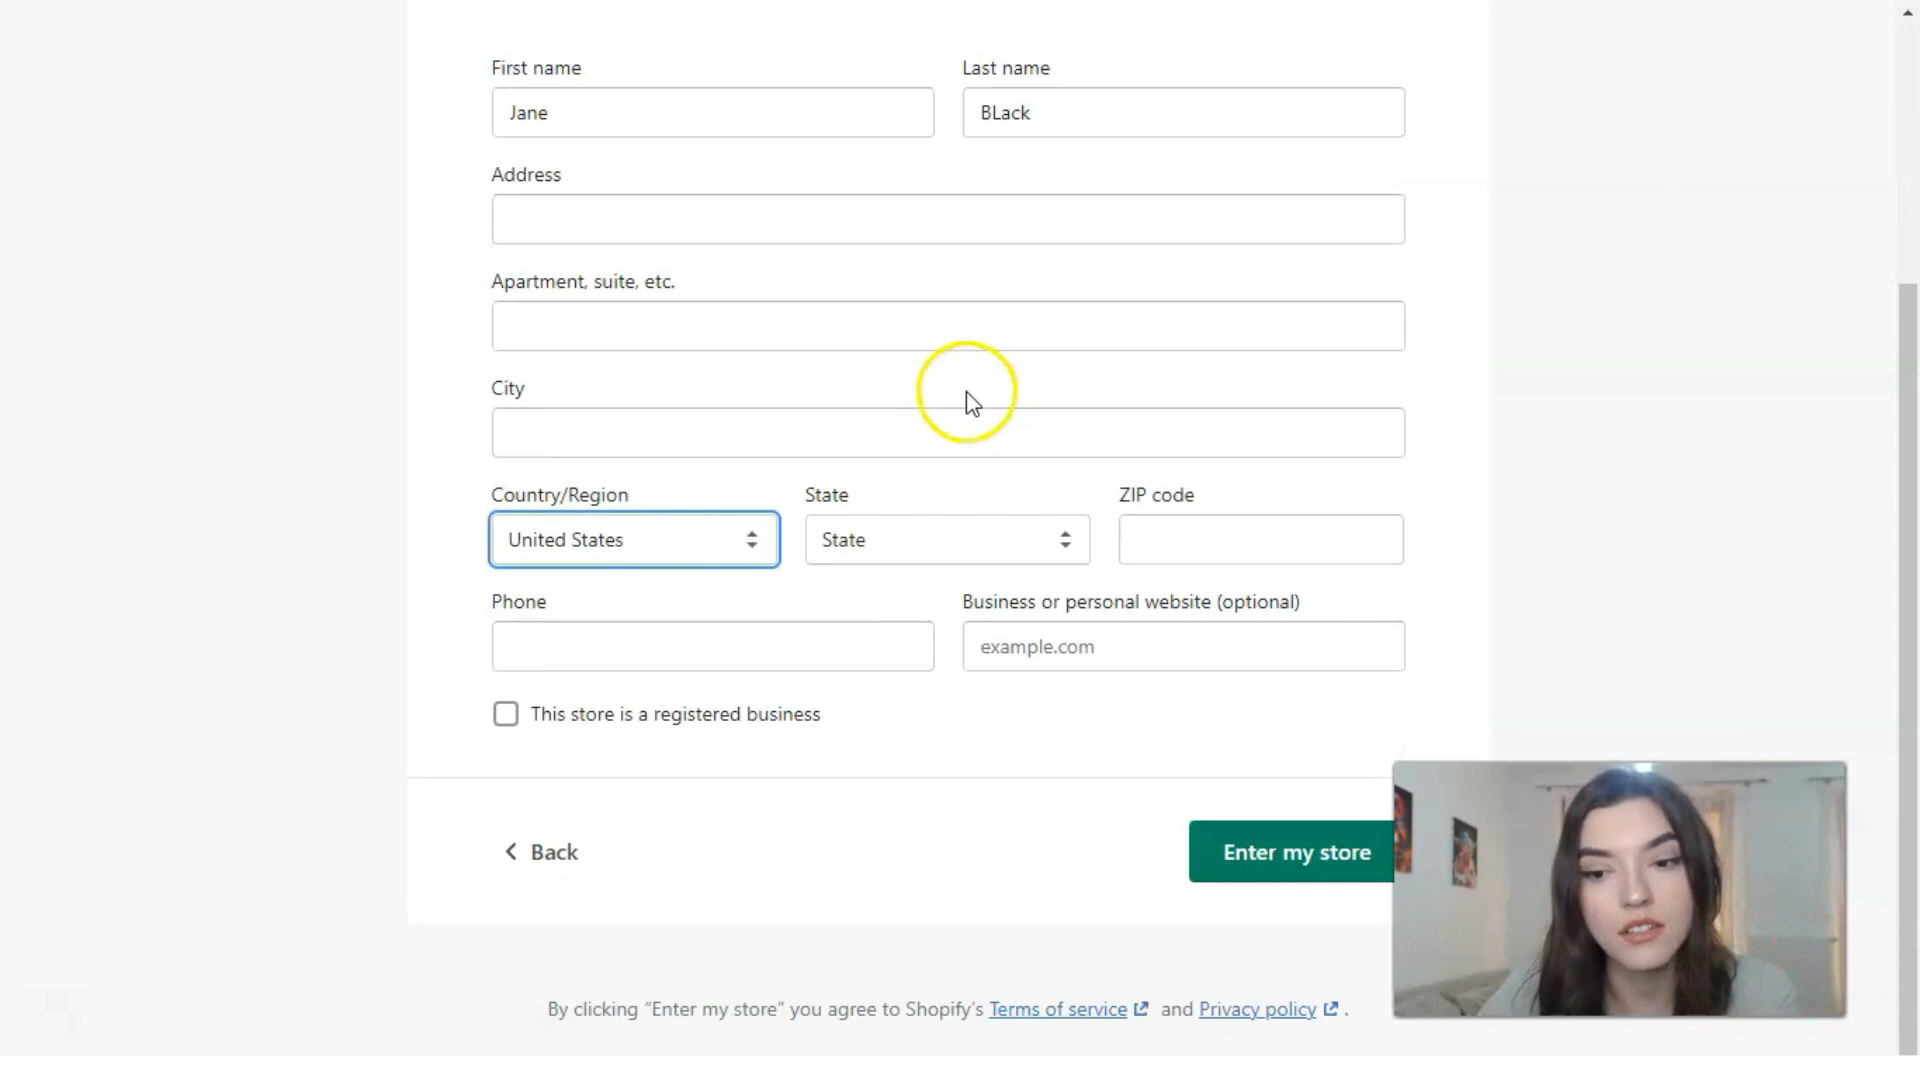 First name Last name
Jane BLack
Address
Apartment, suite, etc.
City
Country/Region State ZIP code
United States State
Phone Business or personal website (optional)
example.com
This store is a registered business
Back Enter my store
By clicking “Enter my store” you agree to Shopify’s Terms of service and Privacy policy .